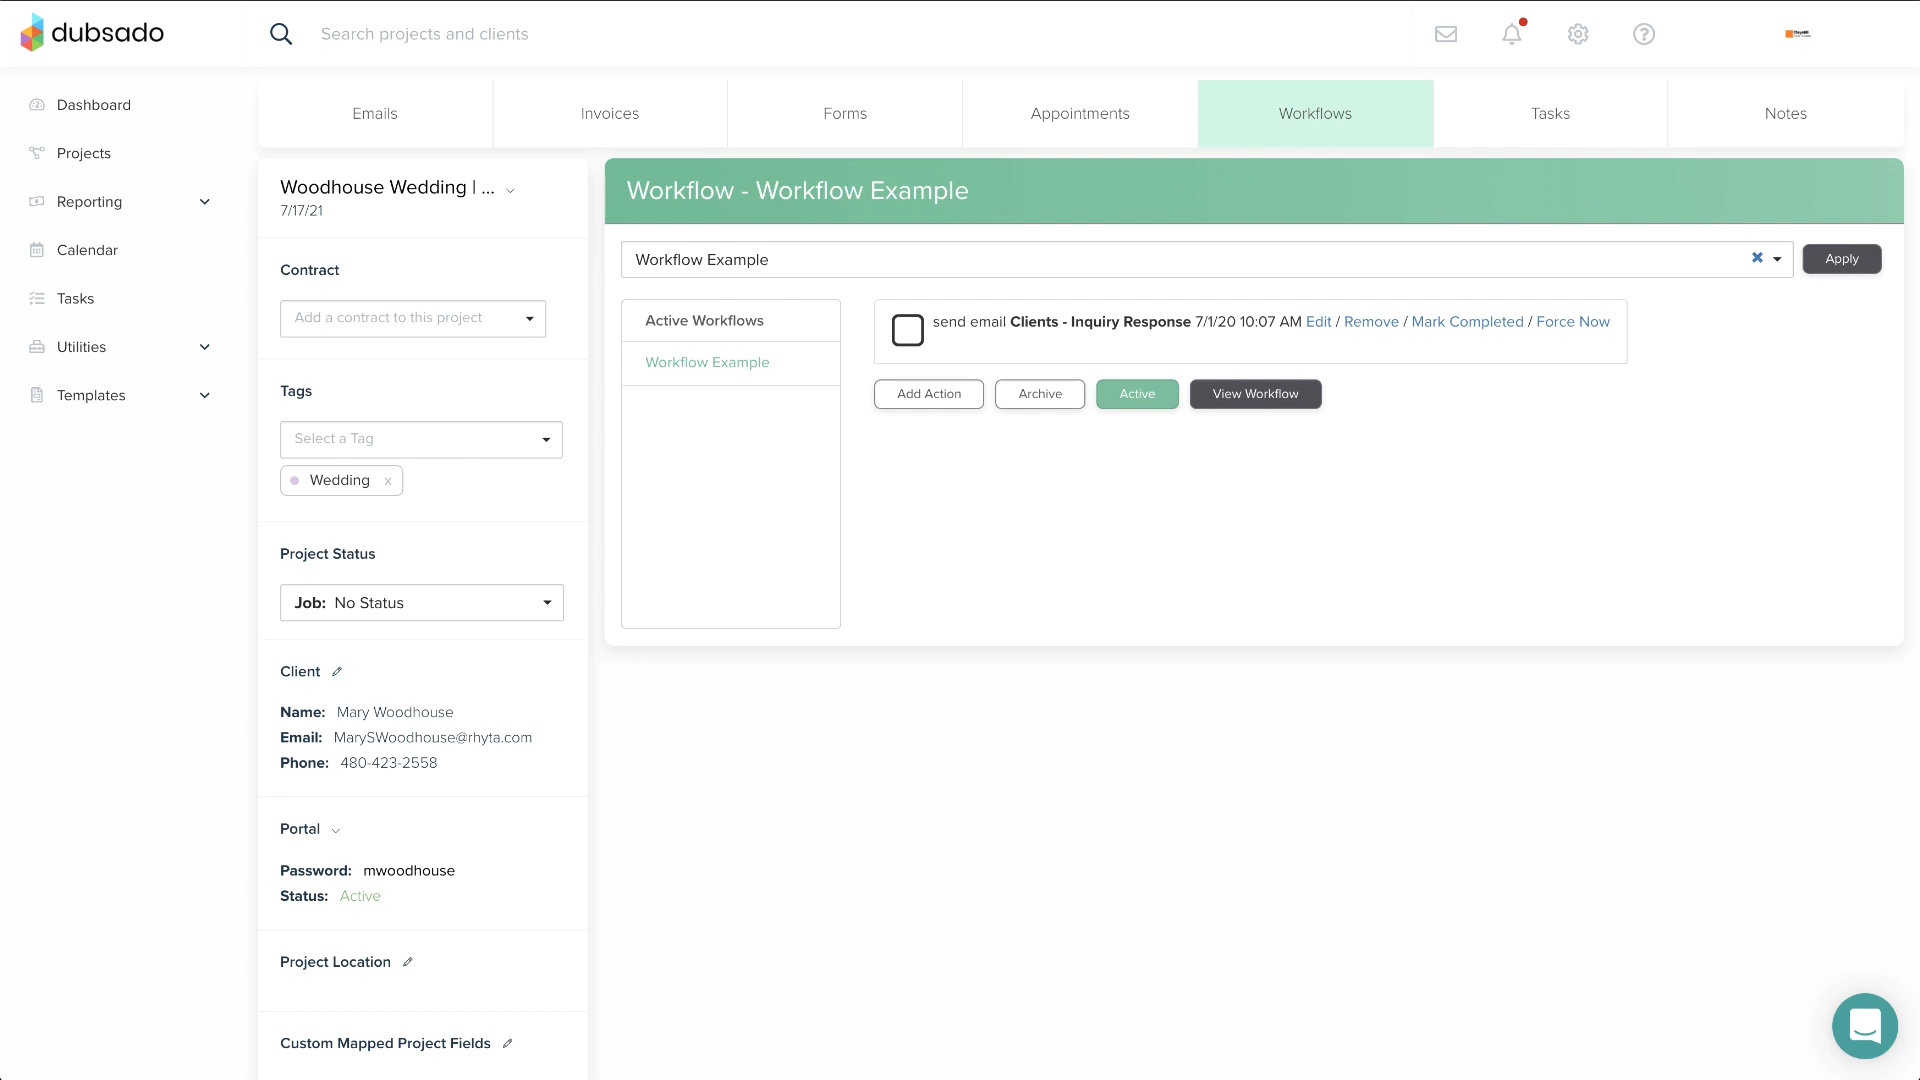 dubsado
Search projects and clients
Dashboard
Projects
Reporting
Calendar
Tasks
Utilities
Templates
Emails
Invoices
Forms
Appointments
Workflows
Tasks
Notes
Woodhouse Wedding | ...
7/17/21
Contract
Add a contract to this project
Tags
Select a Tag
Wedding x
Project Status
Job: No Status
Client
Name: Mary Woodhouse
Email: MarySWoodhouse@rhyta.com
Phone: 480-423-2558
Portal
Password: mwoodhouse
Status: Active
Project Location
Custom Mapped Project Fields
Workflow - Workflow Example
Workflow Example
Apply
Active Workflows
Workflow Example
send email Clients - Inquiry Response 7/1/20 10:07 AM Edit / Remove / Mark Completed / Force Now
Add Action
Archive
Active
View Workflow